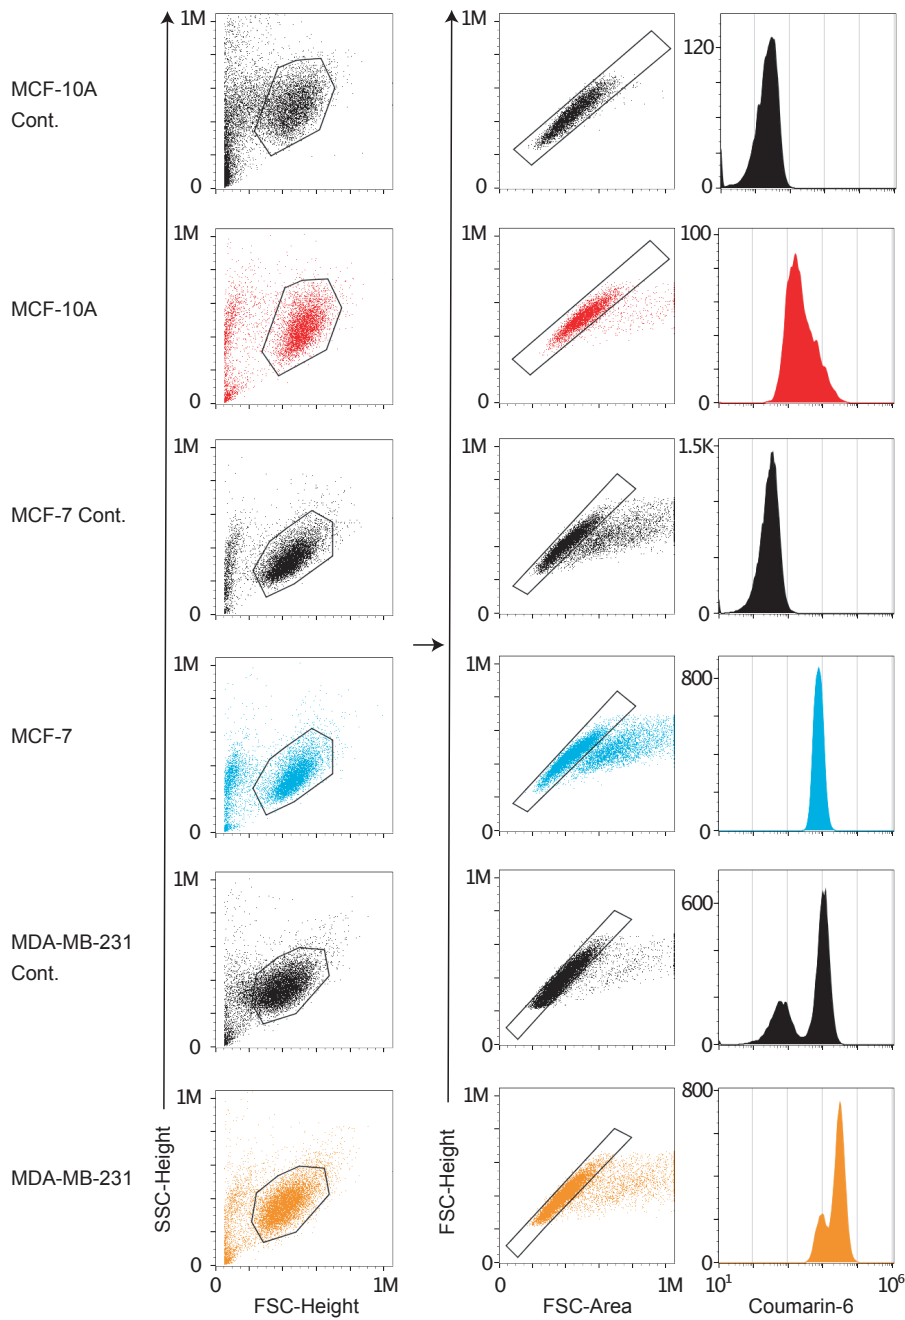 1M
1M
120
MCF-10A
Cont.
0
0
0
1M
1M
100
MCF-10A
0
0
0
1M
1M
1.5K
MCF-7 Cont.
0
0
0
1M
1M
800
MCF-7
0
0
0
1M
1M
600
MDA-MB-231
Cont.
0
0
0
1M
1M
800
MDA-MB-231
SSC-Height
FSC-Height
0
0
0
0
1M
0
1M
10¹
10⁶
FSC-Height
FSC-Area
Coumarin-6